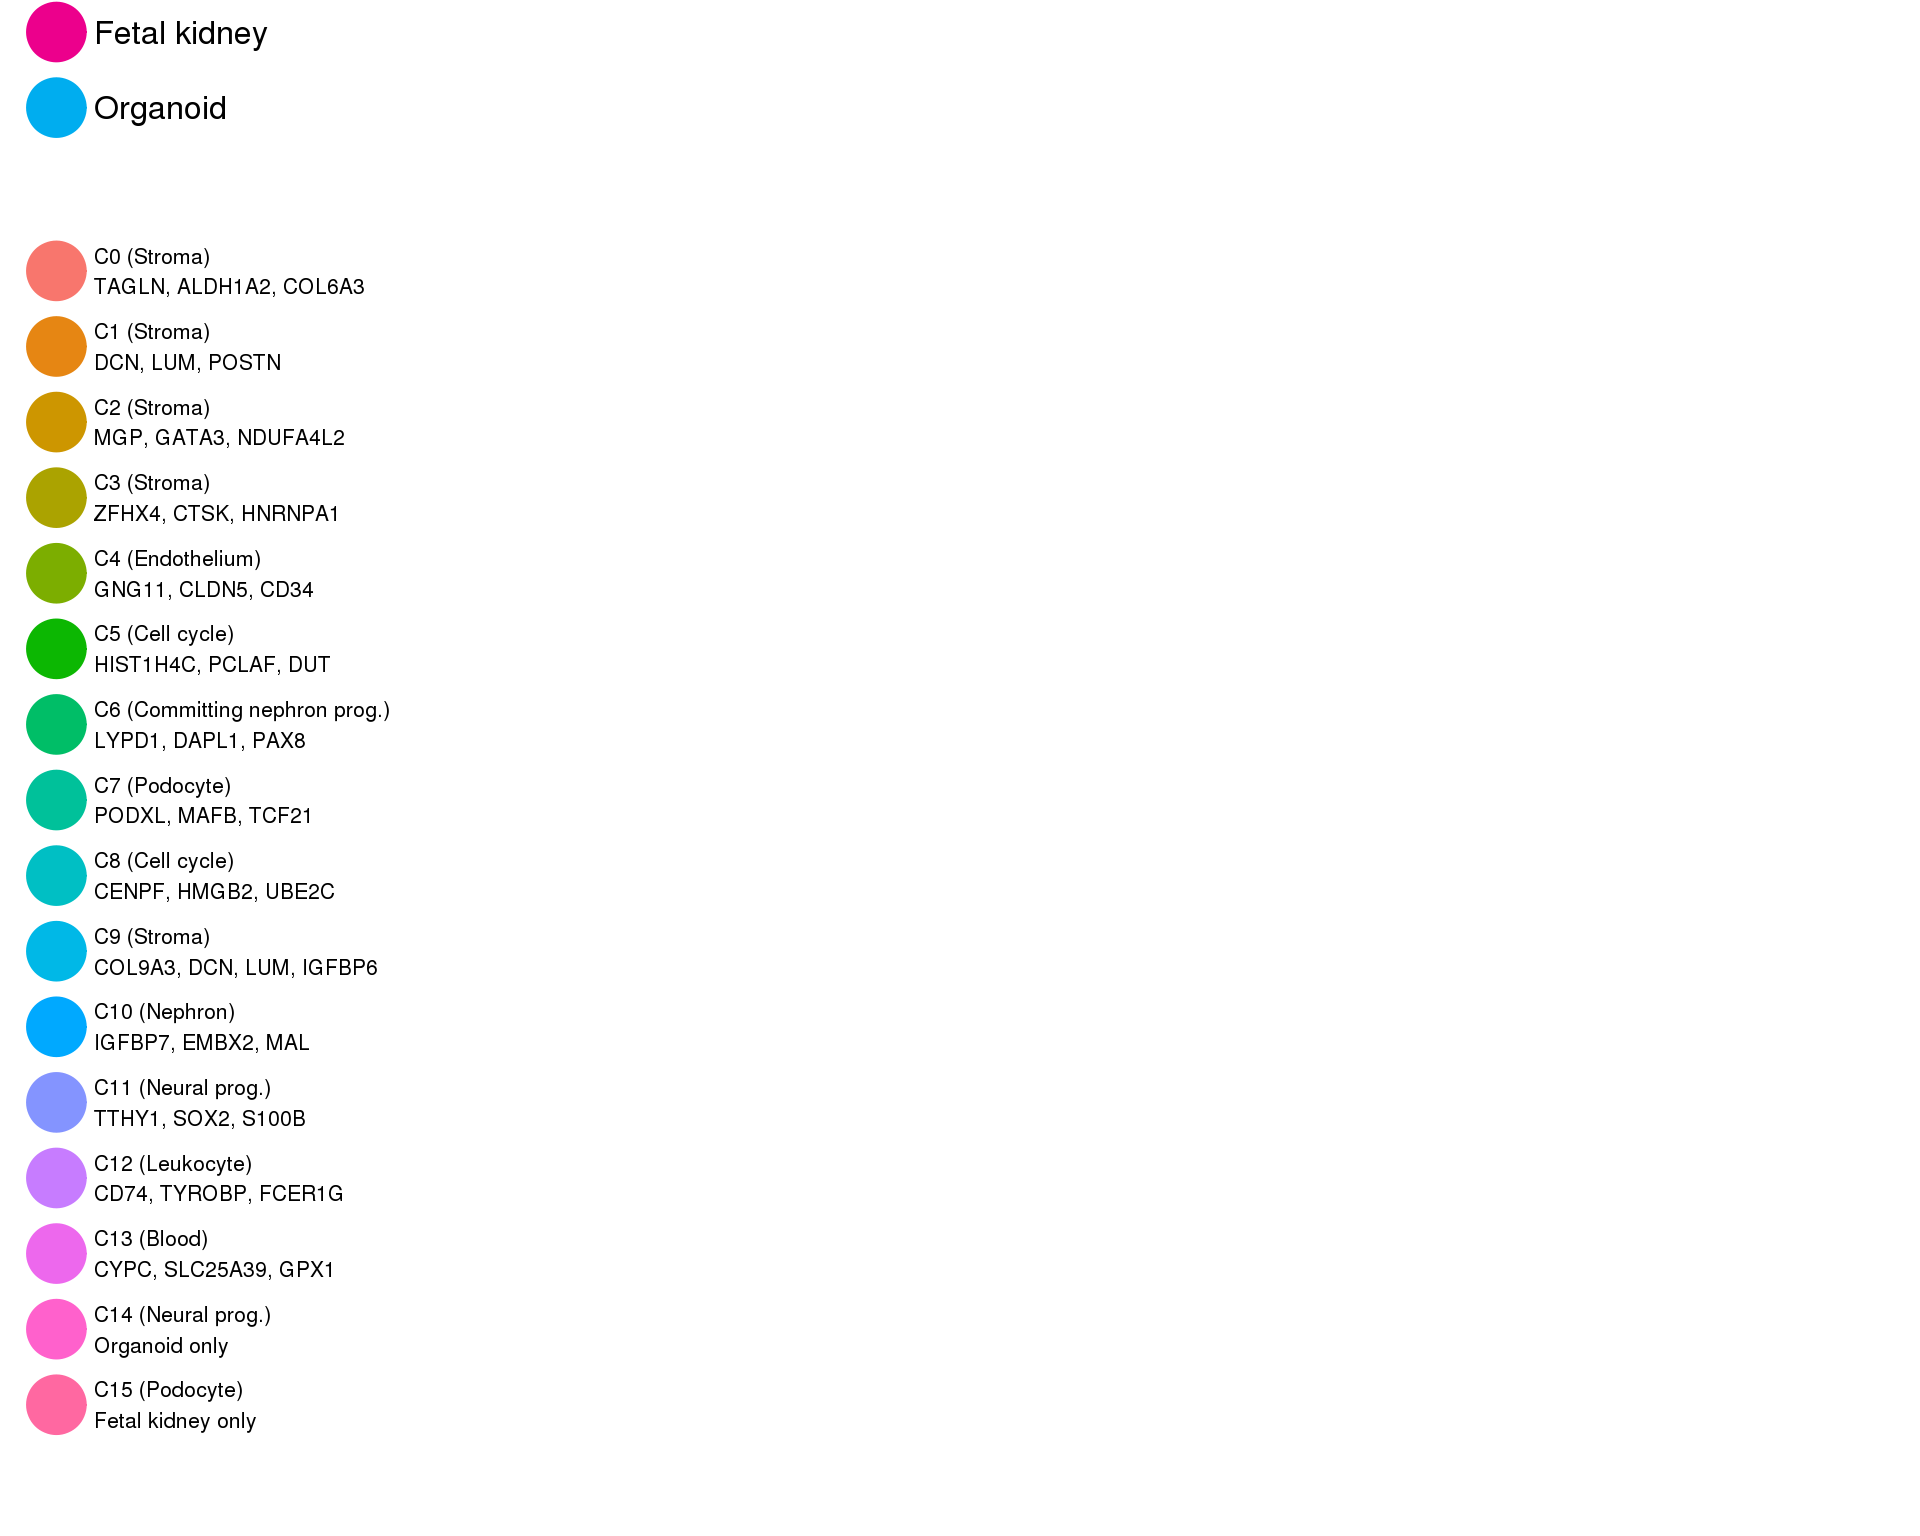 Fetal kidney
Organoid
C0 (Stroma)
TAGLN, ALDH1A2, COL6A3
C1 (Stroma)
DCN, LUM, POSTN
C2 (Stroma)
MGP, GATA3, NDUFA4L2
C3 (Stroma)
ZFHX4, CTSK, HNRNPA1
C4 (Endothelium)
GNG11, CLDN5, CD34
C5 (Cell cycle)
HIST1H4C, PCLAF, DUT
C6 (Committing nephron prog.)
LYPD1, DAPL1, PAX8
C7 (Podocyte)
PODXL, MAFB, TCF21
C8 (Cell cycle)
CENPF, HMGB2, UBE2C
C9 (Stroma)
COL9A3, DCN, LUM, IGFBP6
C10 (Nephron)
IGFBP7, EMBX2, MAL
C11 (Neural prog.)
TTHY1, SOX2, S100B
C12 (Leukocyte)
CD74, TYROBP, FCER1G
C13 (Blood)
CYPC, SLC25A39, GPX1
C14 (Neural prog.)
Organoid only
C15 (Podocyte)
Fetal kidney only